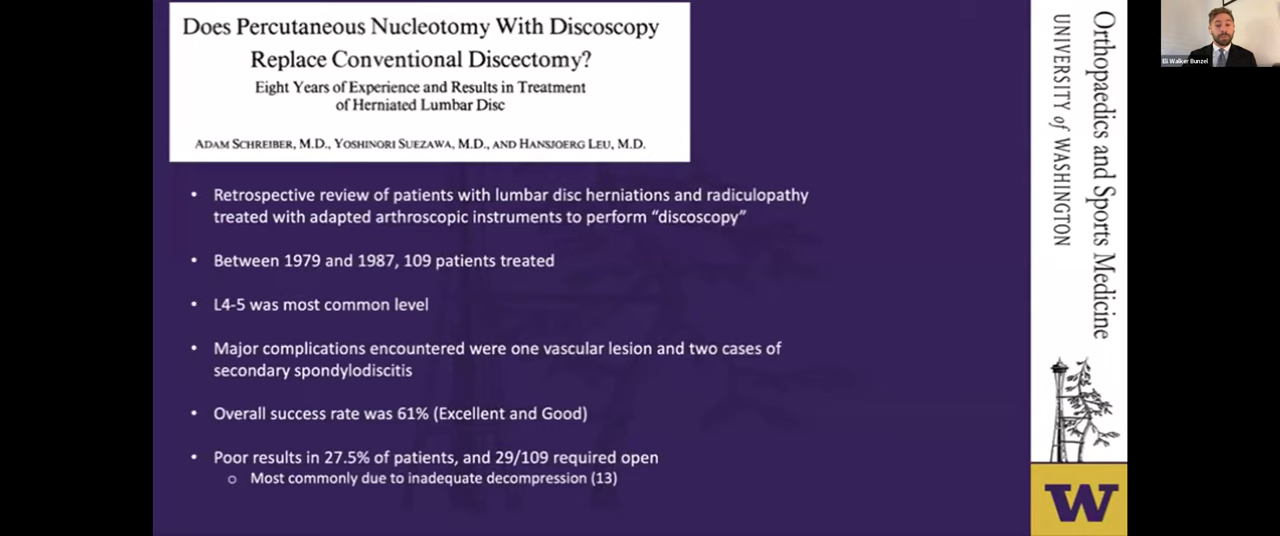 Does Percutaneous Nucleotomy With Discoscopy
Replace Conventional Discectomy?
Eight Years of Experience and Results in Treatment
of Herniated Lumbar Disc
ADAM SCHREIBER, M.D., YOSHINORI SUEZAWA, M.D., AND HANSJOERG LEU, M.D.
• Retrospective review of patients with lumbar disc herniations and radiculopathy
treated with adapted arthroscopic instruments to perform “discoscopy”
• Between 1979 and 1987, 109 patients treated
• L4-5 was most common level
• Major complications encountered were one vascular lesion and two cases of
secondary spondylodiscitis
• Overall success rate was 61% (Excellent and Good)
• Poor results in 27.5% of patients, and 29/109 required open
o Most commonly due to inadequate decompression (13)
Orthopaedics and Sports Medicine
UNIVERSITY of WASHINGTON
W
Eli Walker Bunzel